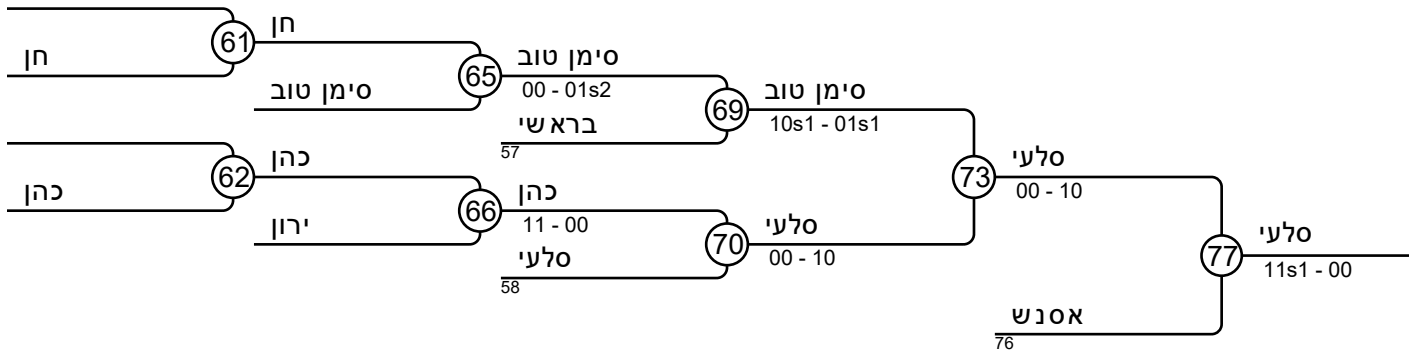 חן
61
חן
סימן טוב
65
סימן טוב
00 - 01s2
בראשי
57
69
סימן טוב
10s1 - 01s1
כהן
62
כהן
ירון
66
כהן
11 - 00
סלעי
58
70
סלעי
00 - 10
73
סלעי
00 - 10
אסנש
76
77
סלעי
11s1 - 00